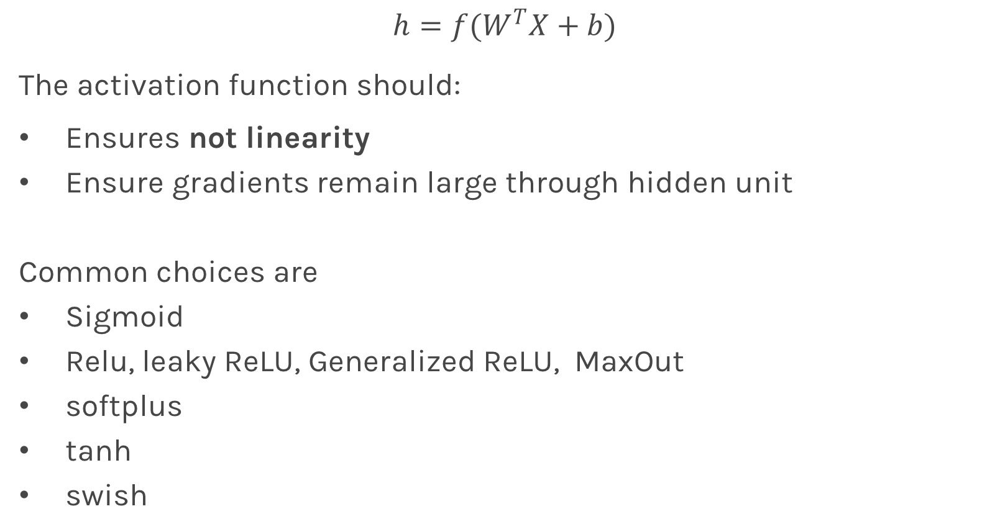 h = f(WᵀX + b)
The activation function should:
• Ensures not linearity
• Ensure gradients remain large through hidden unit
Common choices are
• Sigmoid
• Relu, leaky ReLU, Generalized ReLU, MaxOut
• softplus
• tanh
• swish